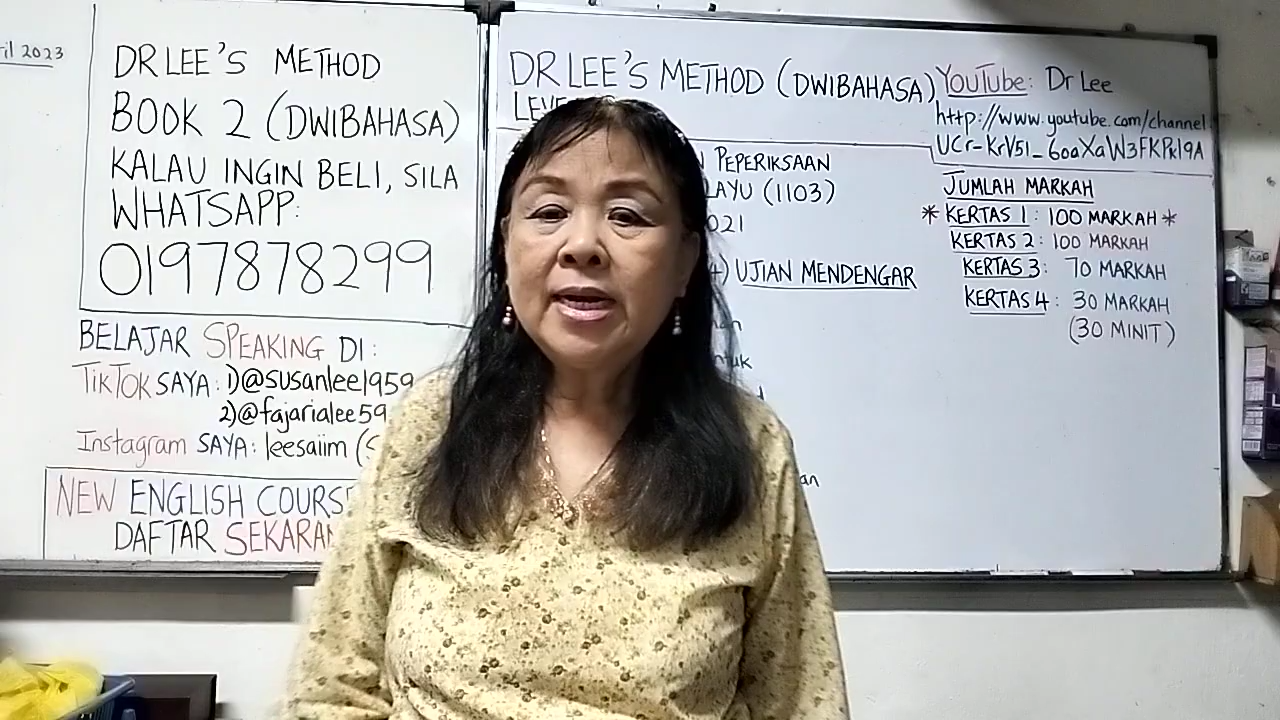 2023
DR LEE'S METHOD
BOOK 2 (DWIBAHASA)
KALAU INGIN BELI, SILA
WHATSAPP:
0197878299
BELAJAR SPEAKING DI:
TikTok SAYA: 1)@susanlee1959
2)@fajarialee59
Instagram SAYA: leesaiim (S
NEW ENGLISH COURSE
DAFTAR SEKARAN
DR LEE'S METHOD (DWIBAHASA)
PEPERIKSAAN
LAYU (1103)
021
4) UJIAN MENDENGAR
YouTube: Dr Lee
http://www.youtube.com/channel
UCr-KrV51_6oaXaW3FKPkl9A
JUMLAH MARKAH
* KERTAS 1: 100 MARKAH *
KERTAS 2: 100 MARKAH
KERTAS 3: 70 MARKAH
KERTAS 4: 30 MARKAH
(30 MINIT)